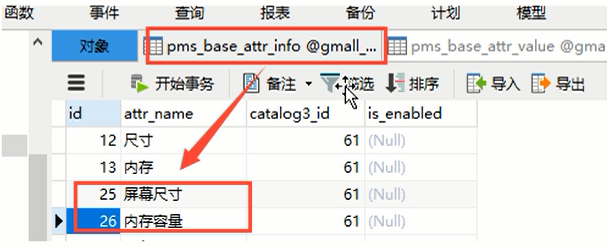 函数 事件 查询 报表 备份 计划 模型
对象 pms_base_attr_info @gmall_... pms_base_attr_value @gma
开始事务 备注 筛选 排序 导入 导出
id attr_name catalog3_id is_enabled
12 尺寸 61 (Null)
13 内存 61 (Null)
25 屏幕尺寸 61 (Null)
26 内存容量 61 (Null)